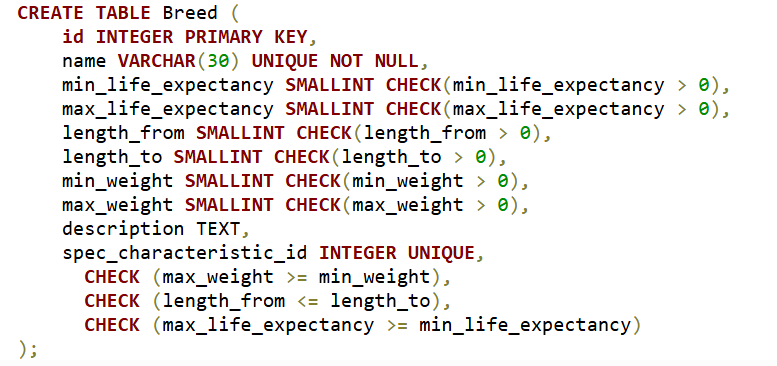 CREATE TABLE Breed (
    id INTEGER PRIMARY KEY,
    name VARCHAR(30) UNIQUE NOT NULL,
    min_life_expectancy SMALLINT CHECK(min_life_expectancy > 0),
    max_life_expectancy SMALLINT CHECK(max_life_expectancy > 0),
    length_from SMALLINT CHECK(length_from > 0),
    length_to SMALLINT CHECK(length_to > 0),
    min_weight SMALLINT CHECK(min_weight > 0),
    max_weight SMALLINT CHECK(max_weight > 0),
    description TEXT,
    spec_characteristic_id INTEGER UNIQUE,
      CHECK (max_weight >= min_weight),
      CHECK (length_from <= length_to),
      CHECK (max_life_expectancy >= min_life_expectancy)
);